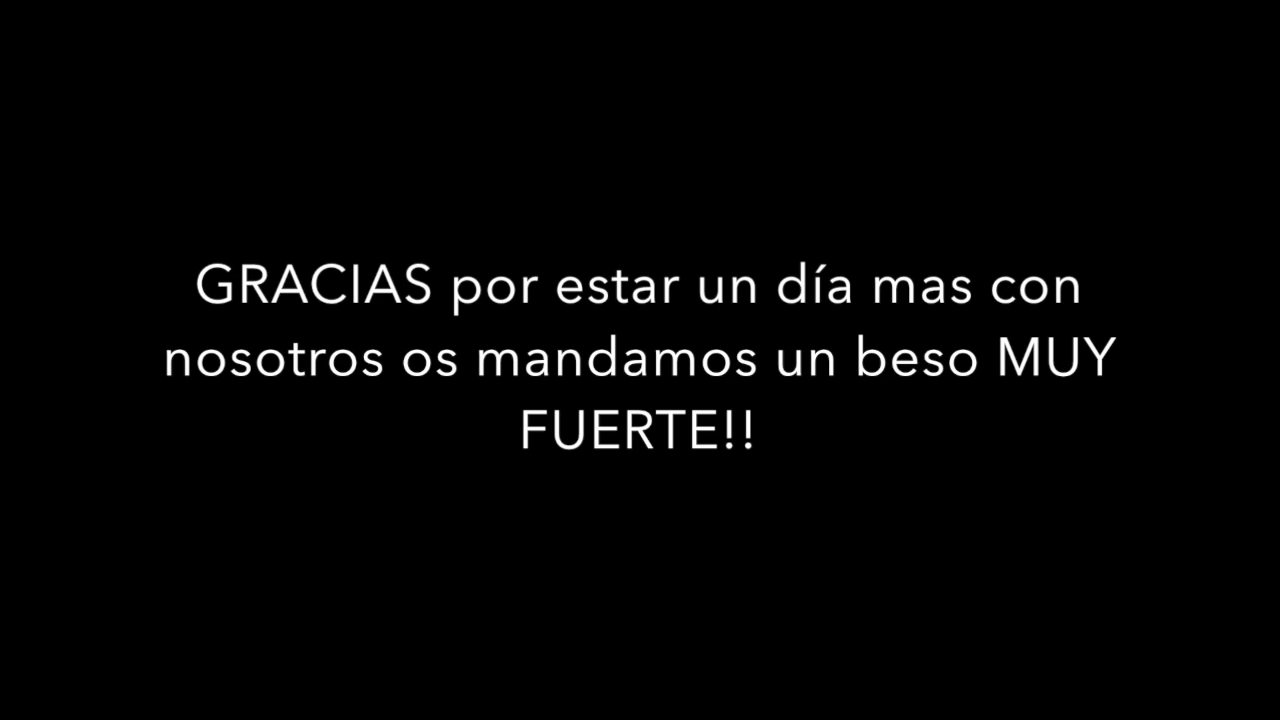 GRACIAS por estar un día mas con
nosotros os mandamos un beso MUY
FUERTE!!